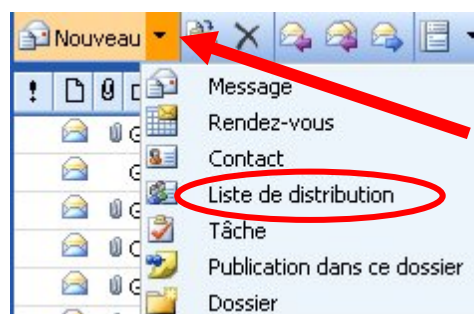 Nouveau
Message
Rendez-vous
Contact
Liste de distribution
Tâche
Publication dans ce dossier
Dossier